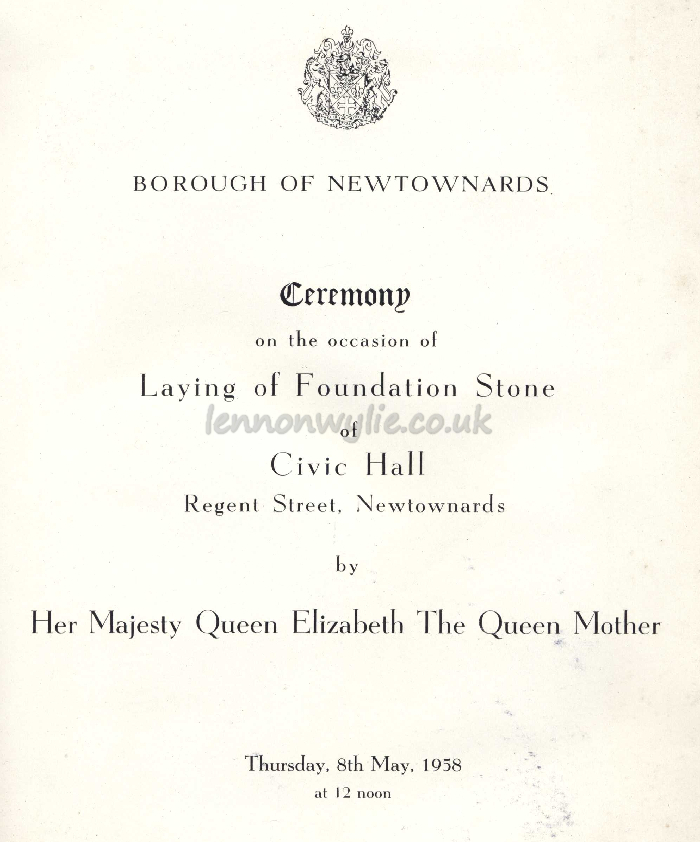 BOROUGH OF NEWTOWNARDS.
Ceremony
on the occasion of
Laying of Foundation Stone
lennonwylie.co.uk
of
Civic Hall
Regent Street, Newtownards
by
Her Majesty Queen Elizabeth The Queen Mother
Thursday, 8th May, 1958
at 12 noon